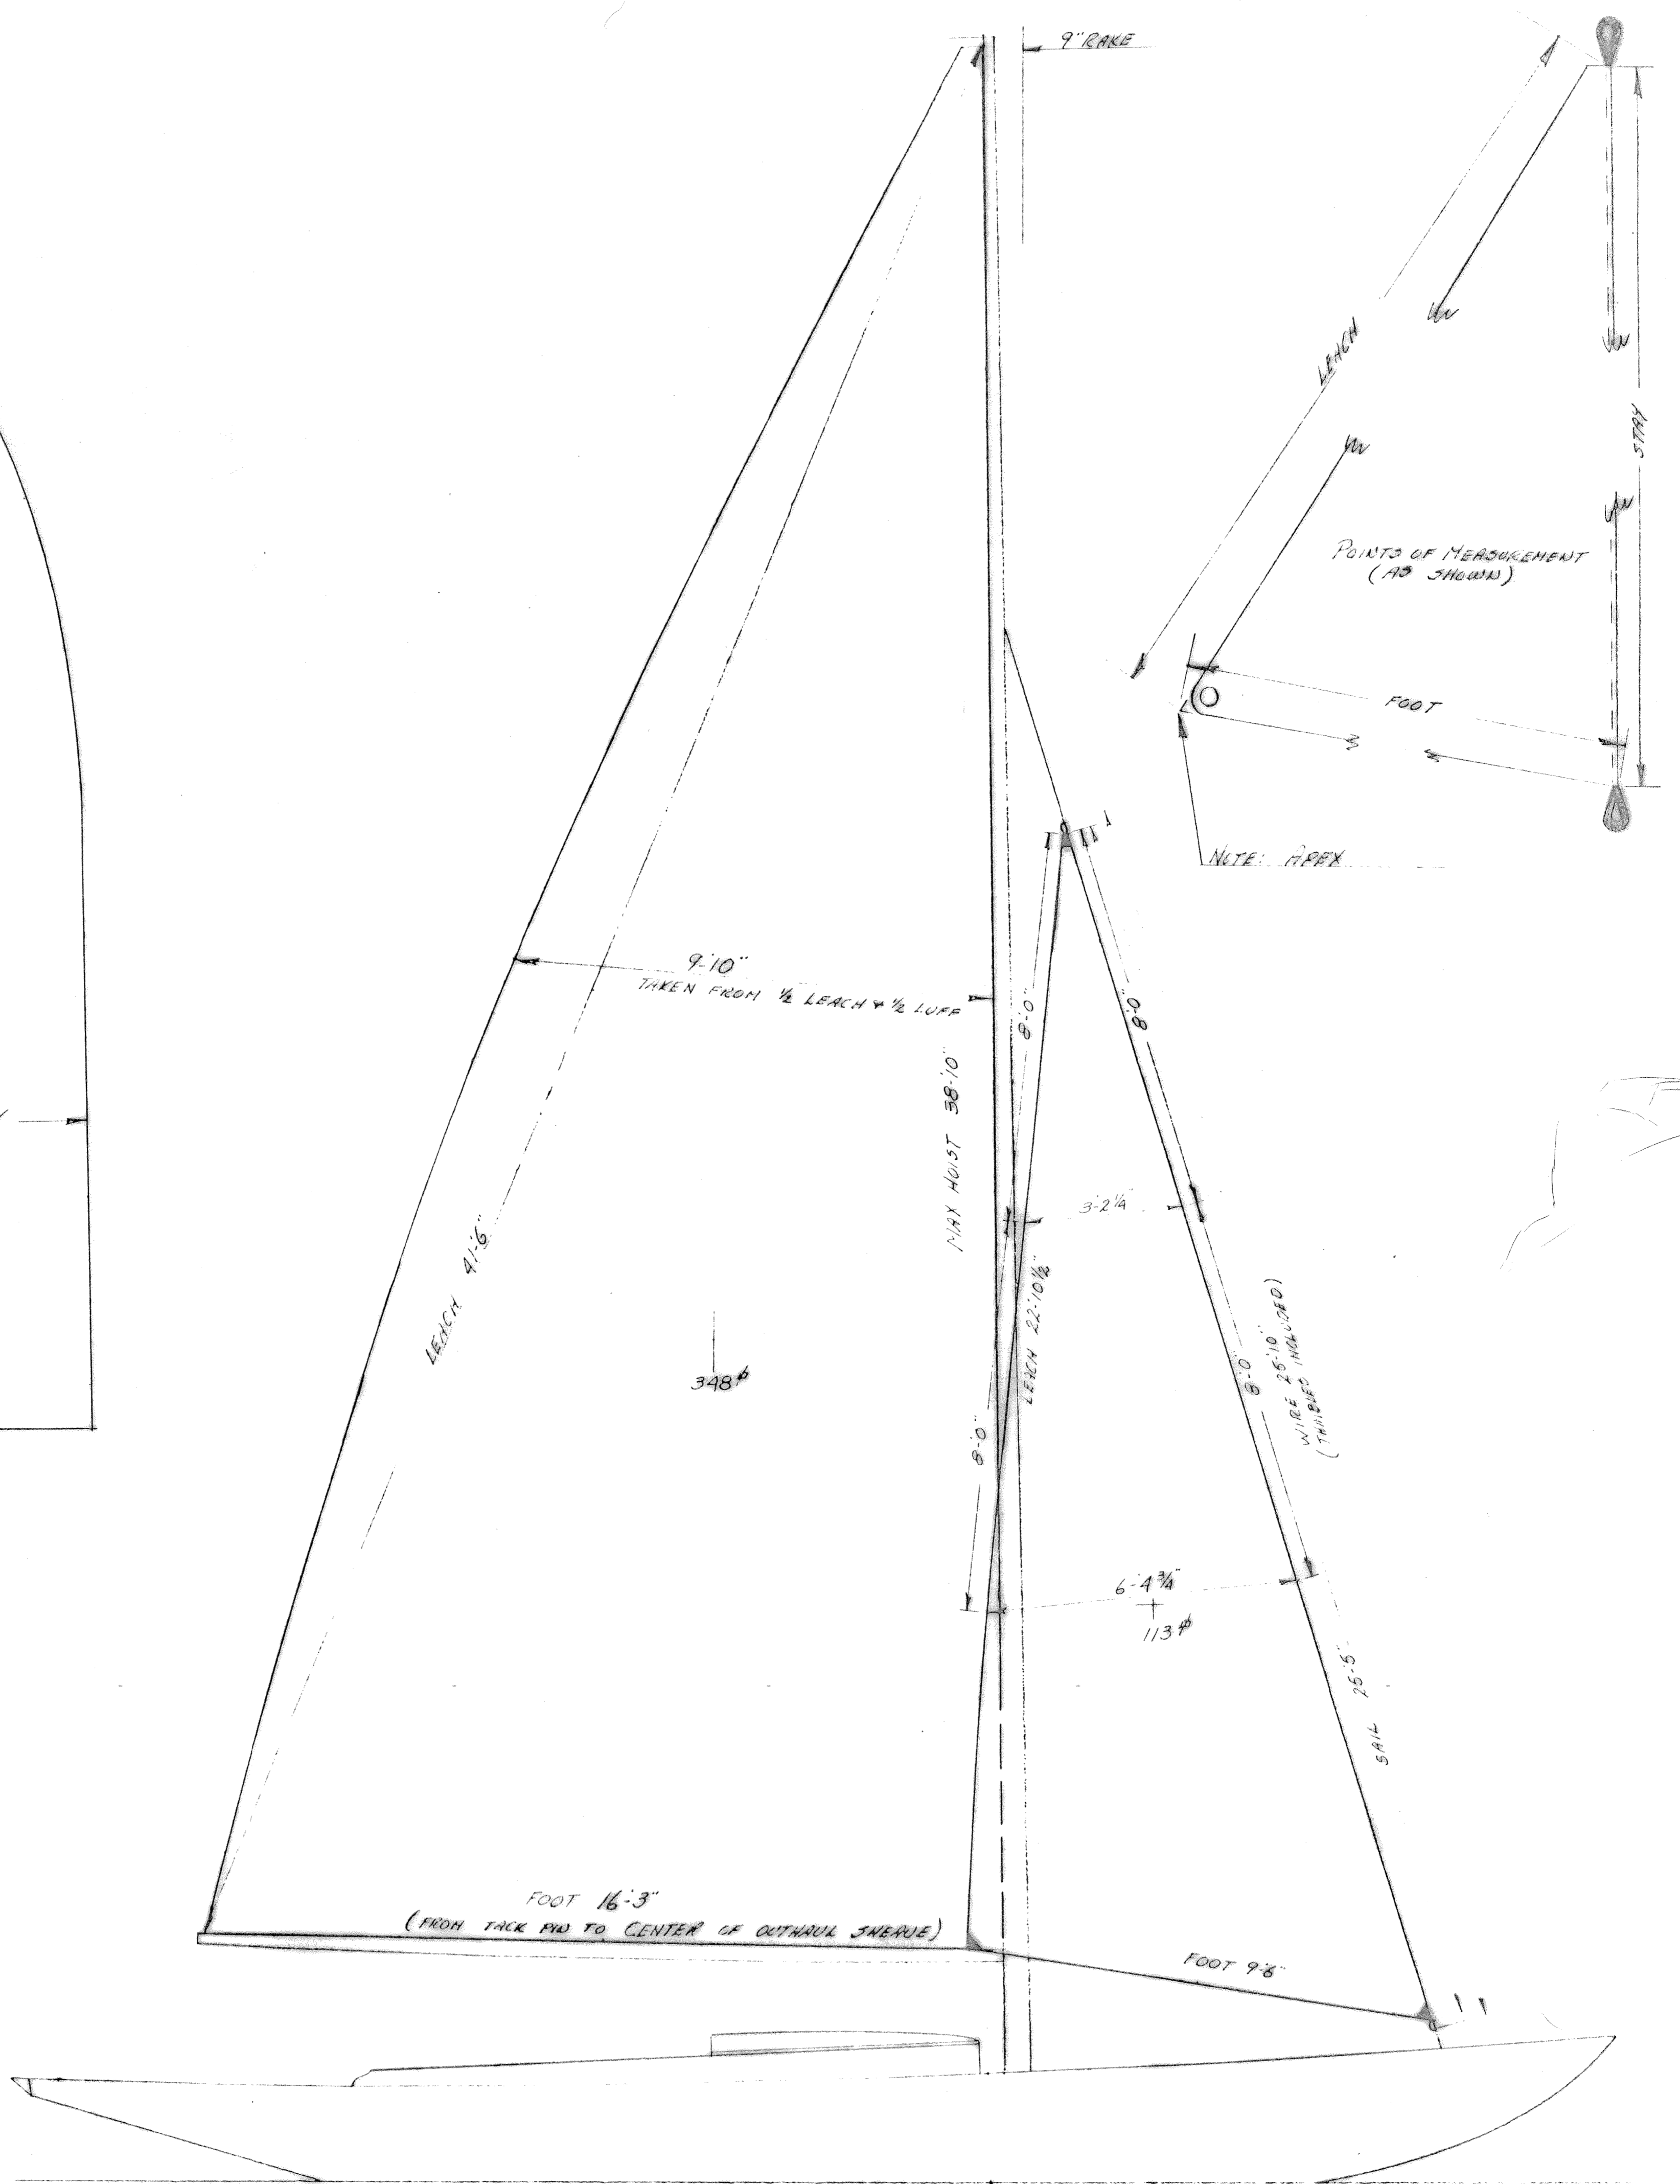 9" RAKE
LEACH
STAY
POINTS OF MEASUREMENT
(AS SHOWN)
FOOT
NOTE: APEX
9'-10"
TAKEN FROM ½ LEACH & ½ LUFF
8'-0"
8'-0"
MAX HOIST 38'-10"
3'-2¼"
LEACH 41'-6"
LEACH 22'-10½"
WIRE 25'-10"
(THIMBLES INCLUDED)
8'-0"
348#
8'-0"
6'-4¾"
113#
SAIL 25'-5"
FOOT 16'-3"
(FROM TACK PIN TO CENTER OF OUTHAUL SHEAVE)
FOOT 9'-6"